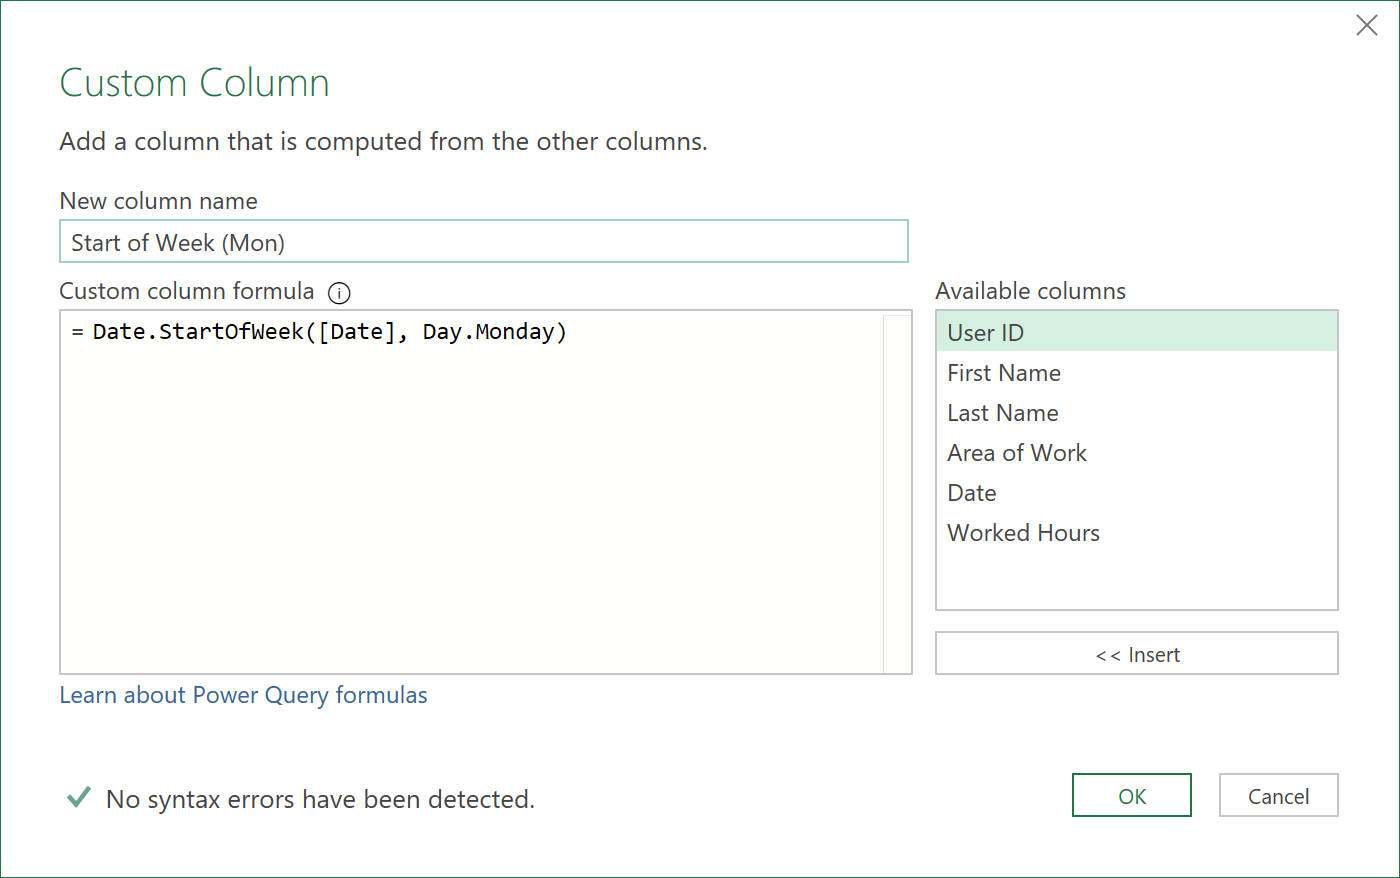 Custom Column
Add a column that is computed from the other columns.
New column name
Start of Week (Mon)
Custom column formula
= Date.StartOfWeek([Date], Day.Monday)
Available columns
User ID
First Name
Last Name
Area of Work
Date
Worked Hours
<< Insert
Learn about Power Query formulas
No syntax errors have been detected.
OK
Cancel